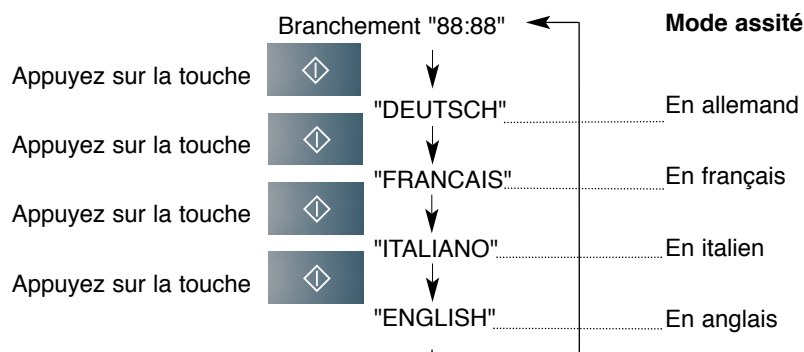 Branchement "88:88" Mode assité
Appuyez sur la touche
"DEUTSCH" En allemand
Appuyez sur la touche
"FRANCAIS" En français
Appuyez sur la touche
"ITALIANO" En italien
Appuyez sur la touche
"ENGLISH" En anglais